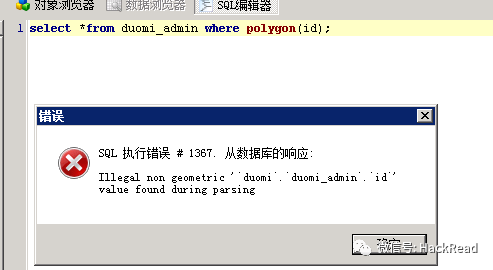 对象浏览器 数据浏览器 SQL编辑器
1 select *from duomi_admin where polygon(id);
错误
SQL 执行错误 # 1367. 从数据库的响应:
Illegal non geometric '`duomi`.`duomi_admin`.`id`'
value found during parsing
微信号: HackRead